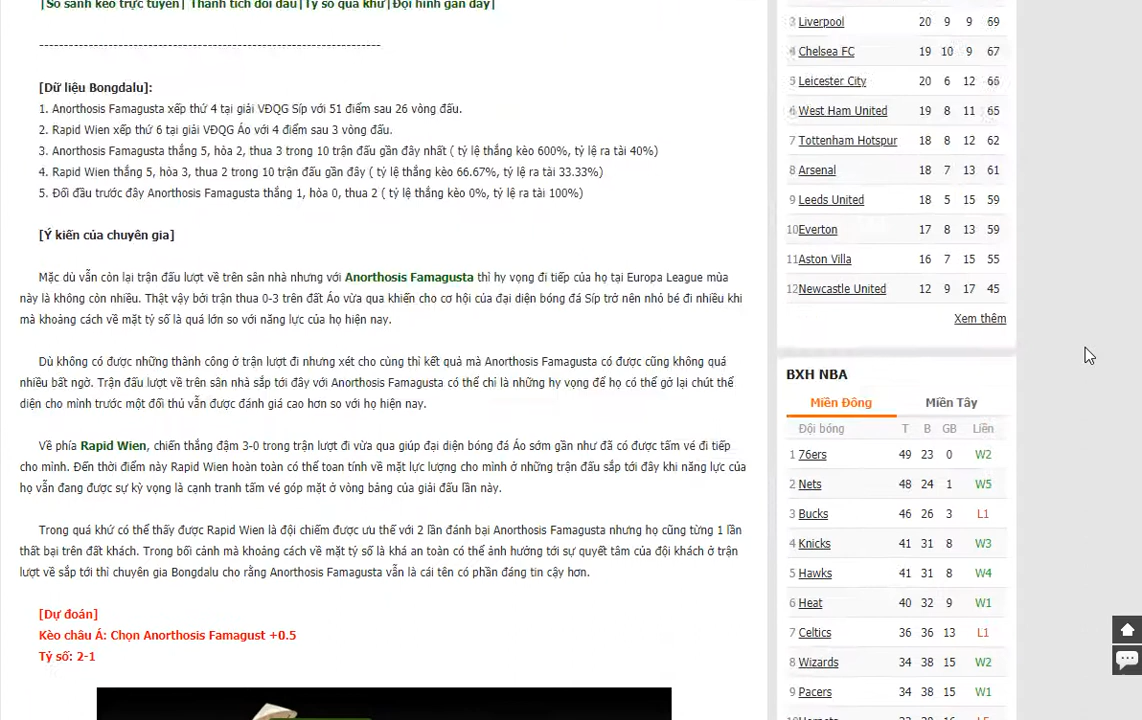 |So sánh kèo trực tuyến| Thành tích đối đầu|Tỷ số quá khứ|Đội hình gần đây|
--------------------------------------------------------------------
[Dữ liệu Bongdalu]:
1. Anorthosis Famagusta xếp thứ 4 tại giải VĐQG Síp với 51 điểm sau 26 vòng đấu.
2. Rapid Wien xếp thứ 6 tại giải VĐQG Áo với 4 điểm sau 3 vòng đấu.
3. Anorthosis Famagusta thắng 5, hòa 2, thua 3 trong 10 trận đấu gần đây nhất ( tỷ lệ thắng kèo 600%, tỷ lệ ra tài 40%)
4. Rapid Wien thắng 5, hòa 3, thua 2 trong 10 trận đấu gần đây ( tỷ lệ thắng kèo 66.67%, tỷ lệ ra tài 33.33%)
5. Đối đầu trước đây Anorthosis Famagusta thắng 1, hòa 0, thua 2 ( tỷ lệ thắng kèo 0%, tỷ lệ ra tài 100%)
[Ý kiến của chuyên gia]
Mặc dù vẫn còn lại trận đấu lượt về trên sân nhà nhưng với Anorthosis Famagusta thì hy vọng đi tiếp của họ tại Europa League mùa
này là không còn nhiều. Thật vậy bởi trận thua 0-3 trên đất Áo vừa qua khiến cho cơ hội của đại diện bóng đá Síp trở nên nhỏ bé đi nhiều khi
mà khoảng cách về mặt tỷ số là quá lớn so với năng lực của họ hiện nay.
Dù không có được những thành công ở trận lượt đi nhưng xét cho cùng thì kết quả mà Anorthosis Famagusta có được cũng không quá
nhiều bất ngờ. Trận đấu lượt về trên sân nhà sắp tới đây với Anorthosis Famagusta có thể chỉ là những hy vọng để họ có thể gở lại chút thể
diện cho mình trước một đối thủ vẫn được đánh giá cao hơn so với họ hiện nay.
Về phía Rapid Wien, chiến thắng đậm 3-0 trong trận lượt đi vừa qua giúp đại diện bóng đá Áo sớm gần như đã có được tấm vé đi tiếp
cho mình. Đến thời điểm này Rapid Wien hoàn toàn có thể toan tính về mặt lực lượng cho mình ở những trận đấu sắp tới đây khi năng lực của
họ vẫn đang được sự kỳ vọng là cạnh tranh tấm vé góp mặt ở vòng bảng của giải đấu lần này.
Trong quá khứ có thể thấy được Rapid Wien là đội chiếm được ưu thế với 2 lần đánh bại Anorthosis Famagusta nhưng họ cũng từng 1 lần
thất bại trên đất khách. Trong bối cảnh mà khoảng cách về mặt tỷ số là khá an toàn có thể ảnh hưởng tới sự quyết tâm của đội khách ở trận
lượt về sắp tới thì chuyên gia Bongdalu cho rằng Anorthosis Famagusta vẫn là cái tên có phần đáng tin cậy hơn.
[Dự đoán]
Kèo châu Á: Chọn Anorthosis Famagust +0.5
Tỷ số: 2-1
3 Liverpool 20 9 9 69
4 Chelsea FC 19 10 9 67
5 Leicester City 20 6 12 66
6 West Ham United 19 8 11 65
7 Tottenham Hotspur 18 8 12 62
8 Arsenal 18 7 13 61
9 Leeds United 18 5 15 59
10 Everton 17 8 13 59
11 Aston Villa 16 7 15 55
12 Newcastle United 12 9 17 45
Xem thêm
BXH NBA
Miền Đông Miền Tây
Đội bóng T B GB Liền
1 76ers 49 23 0 W2
2 Nets 48 24 1 W5
3 Bucks 46 26 3 L1
4 Knicks 41 31 8 W3
5 Hawks 41 31 8 W4
6 Heat 40 32 9 W1
7 Celtics 36 36 13 L1
8 Wizards 34 38 15 W2
9 Pacers 34 38 15 W1